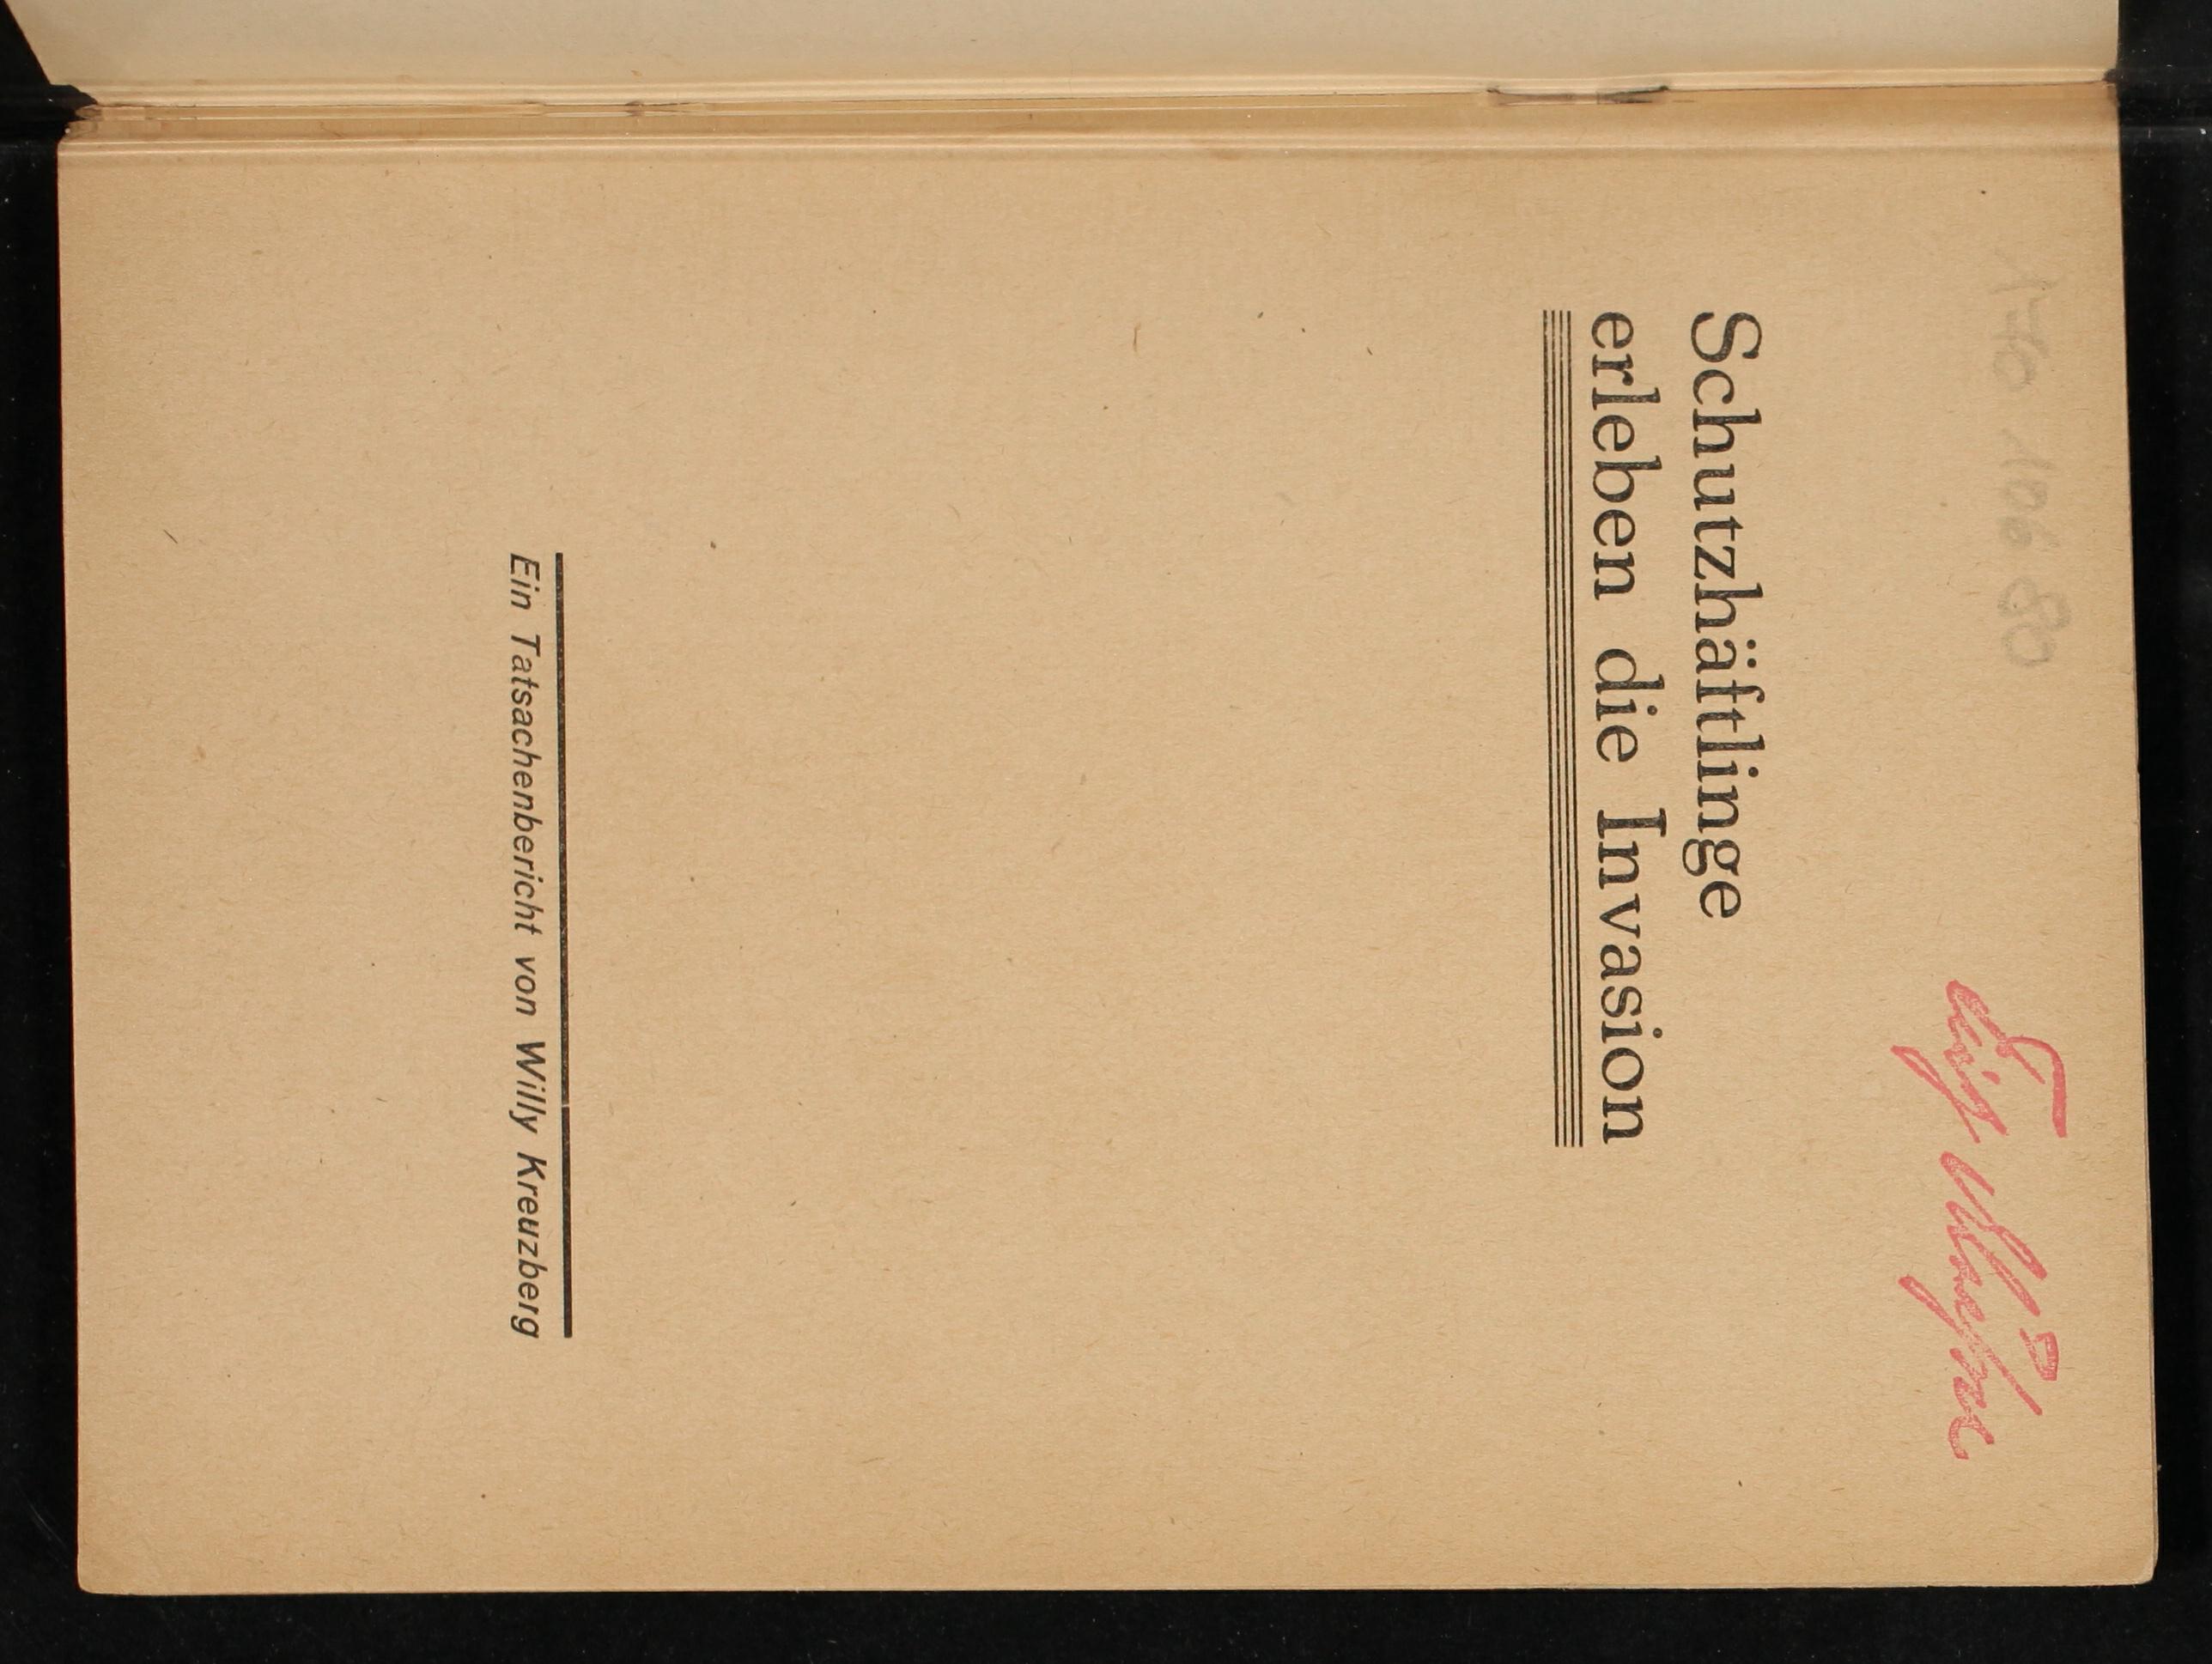 Schutzhäftlinge
erleben die Invasion
Ein Tatsachenbericht von Willy Kreuzberg